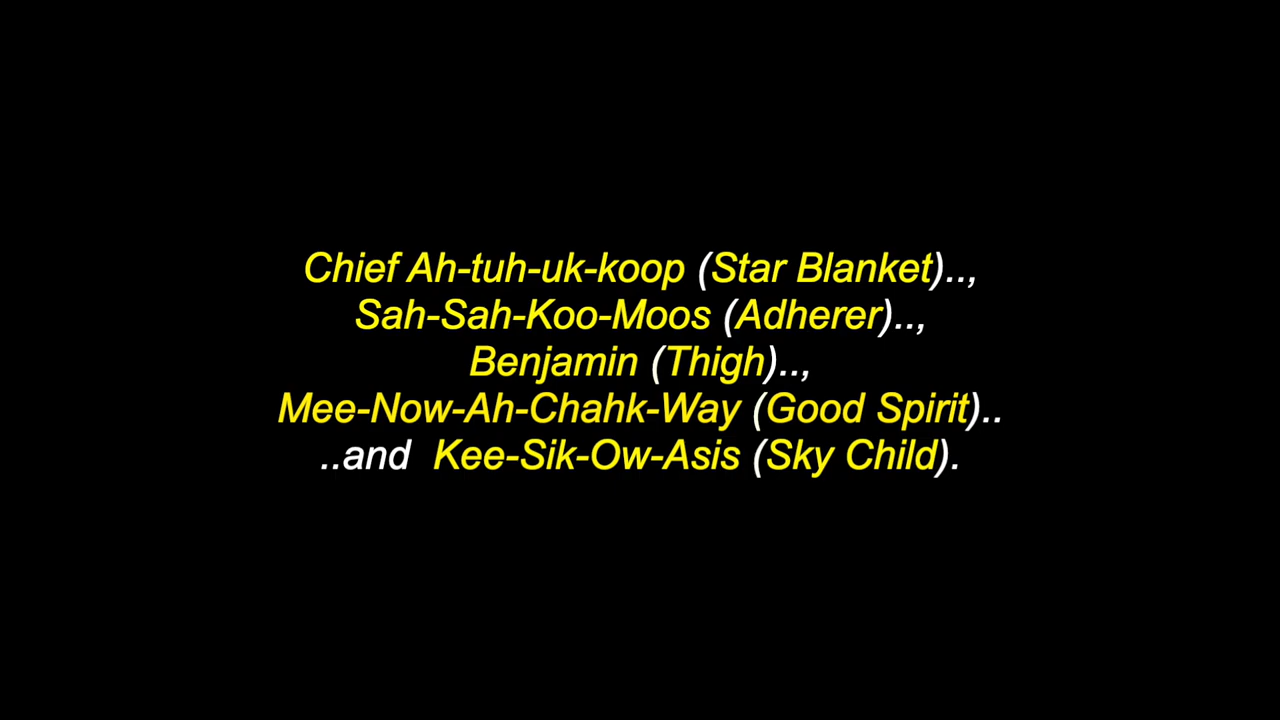 Chief Ah-tuh-uk-koop (Star Blanket)..,
Sah-Sah-Koo-Moos (Adherer)..,
Benjamin (Thigh)..,
Mee-Now-Ah-Chahk-Way (Good Spirit)..
..and  Kee-Sik-Ow-Asis (Sky Child).